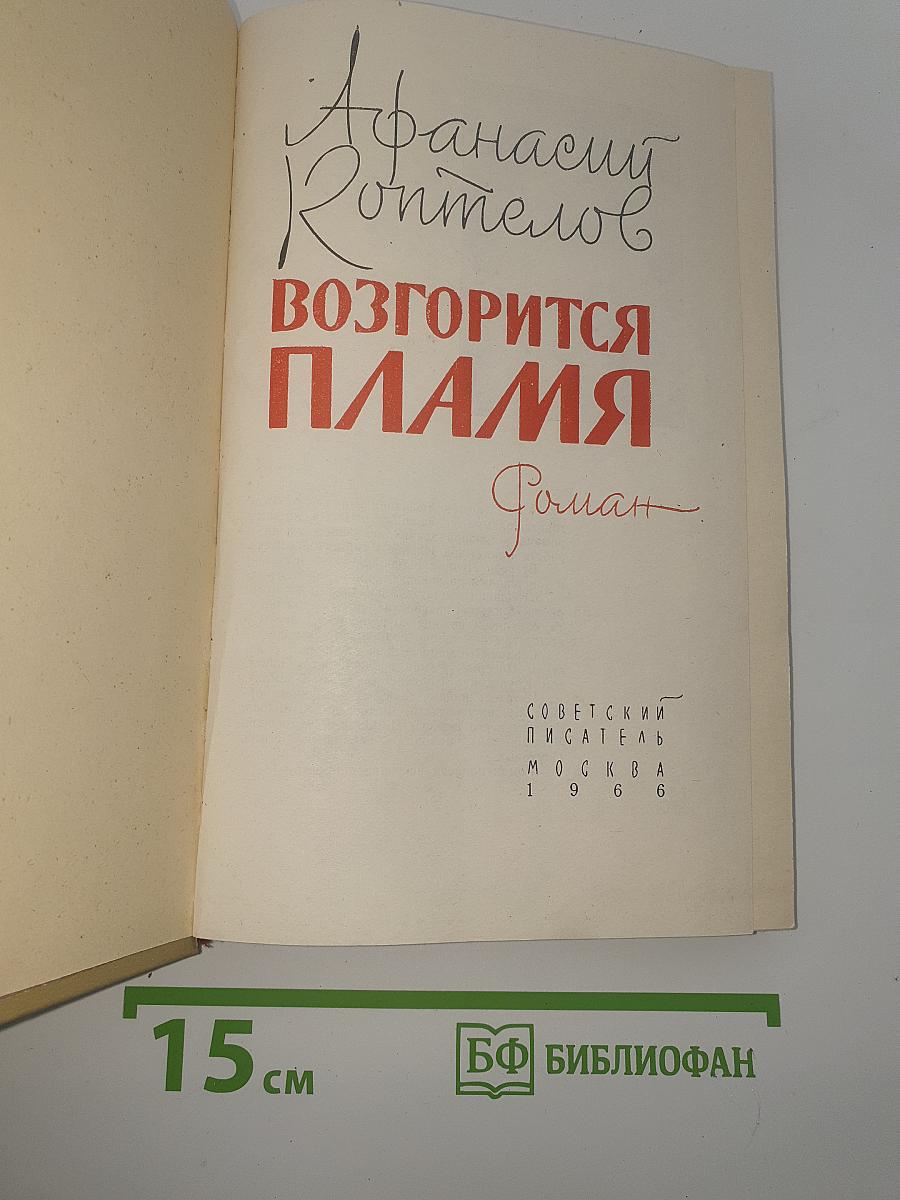 Афанасий
Коптелов
ВОЗГОРИТСЯ
ПЛАМЯ
Роман
СОВЕТСКИЙ
ПИСАТЕЛЬ
МОСКВА
1966
15 см
БФ БИБЛИОФАН